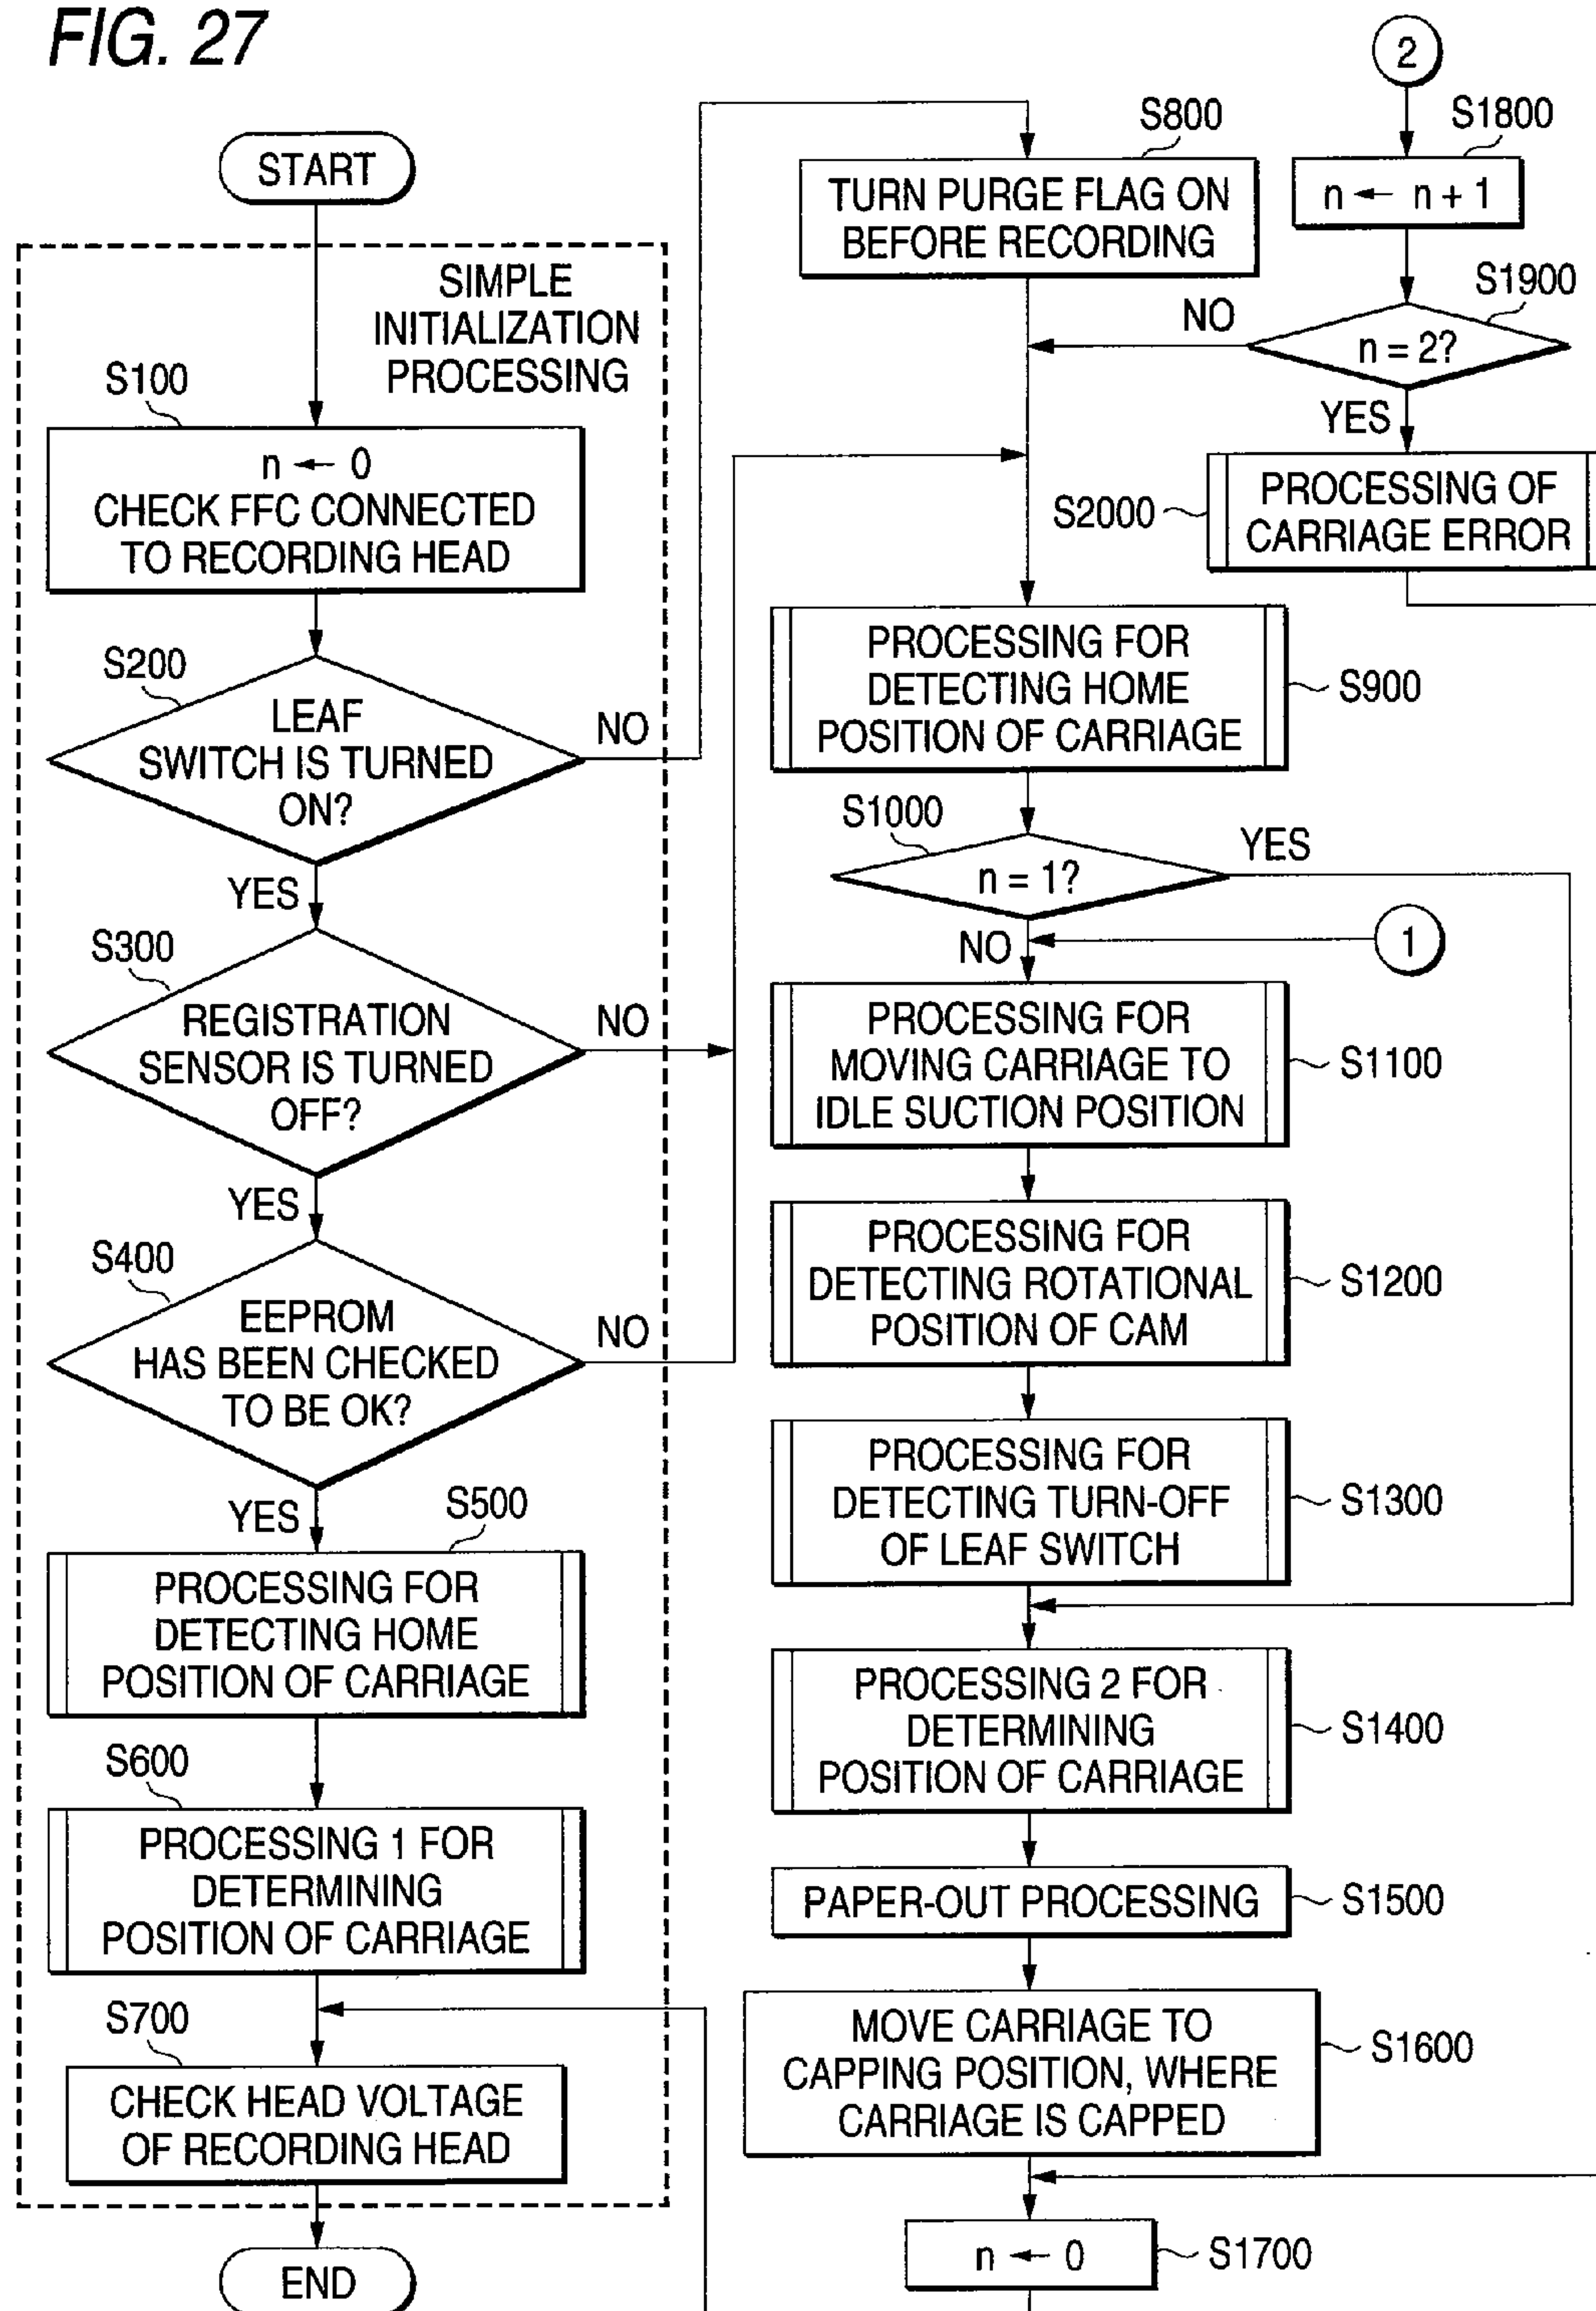 FIG. 27
START
SIMPLE
INITIALIZATION
PROCESSING
S100
n ← 0
CHECK FFC CONNECTED
TO RECORDING HEAD
S200
LEAF
SWITCH IS TURNED
ON?
NO
YES
S300
REGISTRATION
SENSOR IS TURNED
OFF?
NO
YES
S400
EEPROM
HAS BEEN CHECKED
TO BE OK?
NO
YES
S500
PROCESSING FOR
DETECTING HOME
POSITION OF CARRIAGE
S600
PROCESSING 1 FOR
DETERMINING
POSITION OF CARRIAGE
S700
CHECK HEAD VOLTAGE
OF RECORDING HEAD
END
S800
TURN PURGE FLAG ON
BEFORE RECORDING
2
S1800
n ← n + 1
S1900
n = 2?
NO
YES
S2000
PROCESSING OF
CARRIAGE ERROR
PROCESSING FOR
DETECTING HOME
POSITION OF CARRIAGE
S900
S1000
n = 1?
YES
NO
1
PROCESSING FOR
MOVING CARRIAGE TO
IDLE SUCTION POSITION
S1100
PROCESSING FOR
DETECTING ROTATIONAL
POSITION OF CAM
S1200
PROCESSING FOR
DETECTING TURN-OFF
OF LEAF SWITCH
S1300
PROCESSING 2 FOR
DETERMINING
POSITION OF CARRIAGE
S1400
PAPER-OUT PROCESSING
S1500
MOVE CARRIAGE TO
CAPPING POSITION, WHERE
CARRIAGE IS CAPPED
S1600
n ← 0
S1700